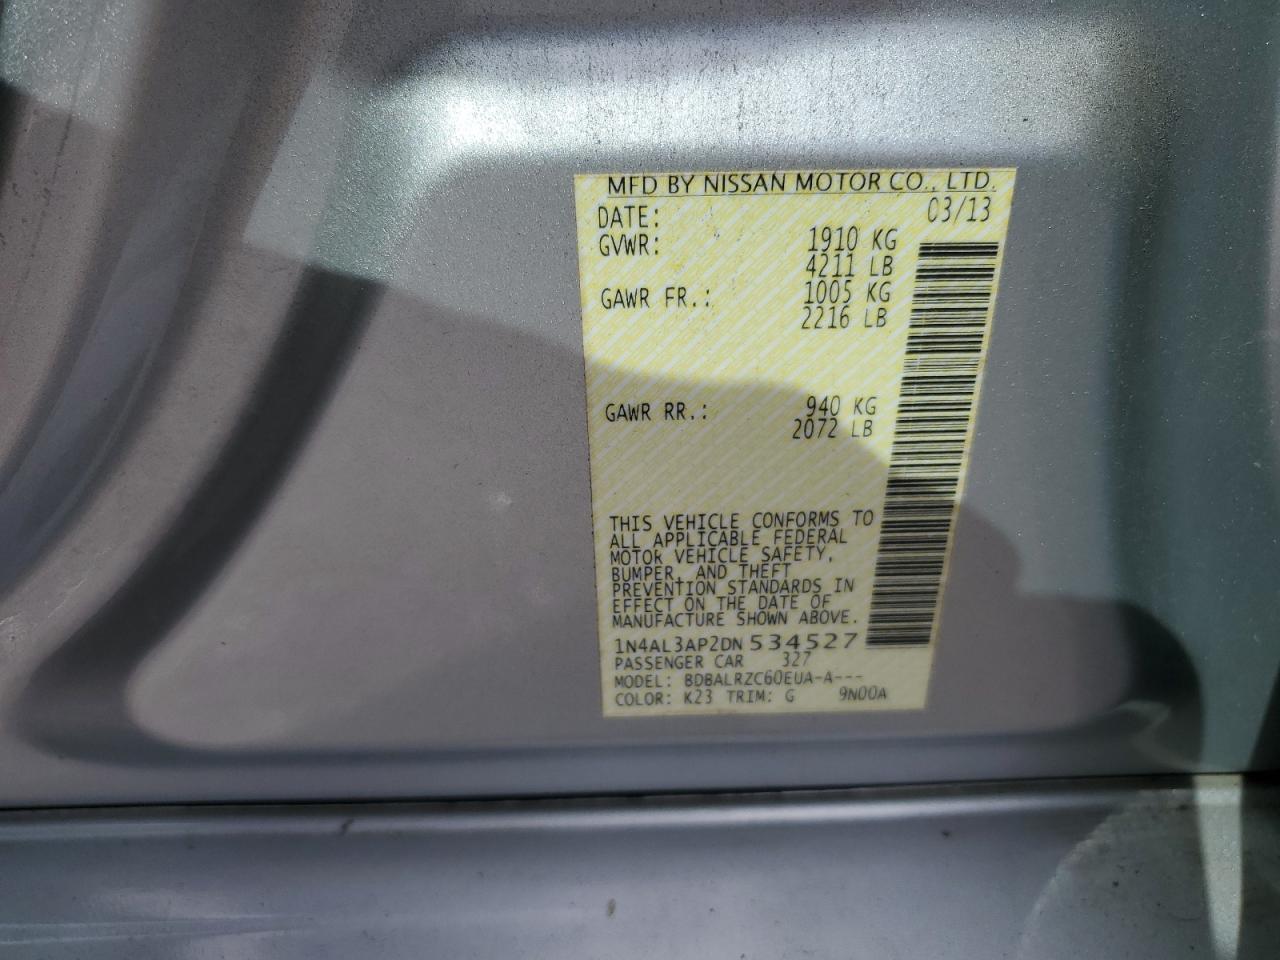 MFD BY NISSAN MOTOR CO., LTD.
DATE: 03/13
GVWR: 1910 KG
4211 LB
GAWR FR.: 1005 KG
2216 LB
GAWR RR.: 940 KG
2072 LB
THIS VEHICLE CONFORMS TO
ALL APPLICABLE FEDERAL
MOTOR VEHICLE SAFETY,
BUMPER, AND THEFT
PREVENTION STANDARDS IN
EFFECT ON THE DATE OF
MANUFACTURE SHOWN ABOVE.
1N4AL3AP2DN534527
PASSENGER CAR 327
MODEL: BDBALRZC60EUA-A---
COLOR: K23 TRIM: G 9N00A